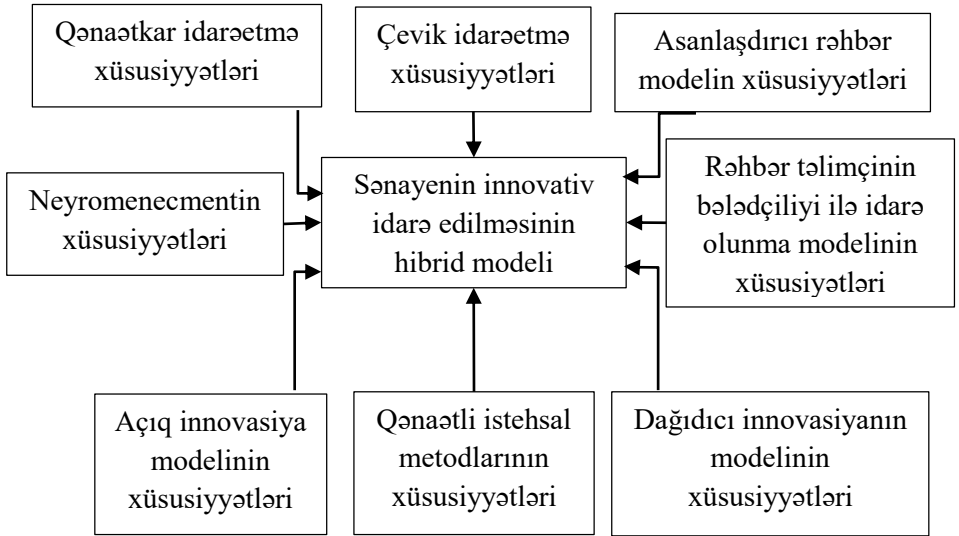 Qənaətkar idarəetmə
xüsusiyyətləri
Çevik idarəetmə
xüsusiyyətləri
Asanlaşdırıcı rəhbər
modelin xüsusiyyətləri
Neyromenecmentin
xüsusiyyətləri
Sənayenin innovativ
idarə edilməsinin
hibrid modeli
Rəhbər təlimçinin
bələdçiliyi ilə idarə
olunma modelinin
xüsusiyətləri
Açıq innovasiya
modelinin
xüsusiyyətləri
Qənaətli istehsal
metodlarının
xüsusiyyətləri
Dağıdıcı innovasiyanın
modelinin
xüsusiyyətləri